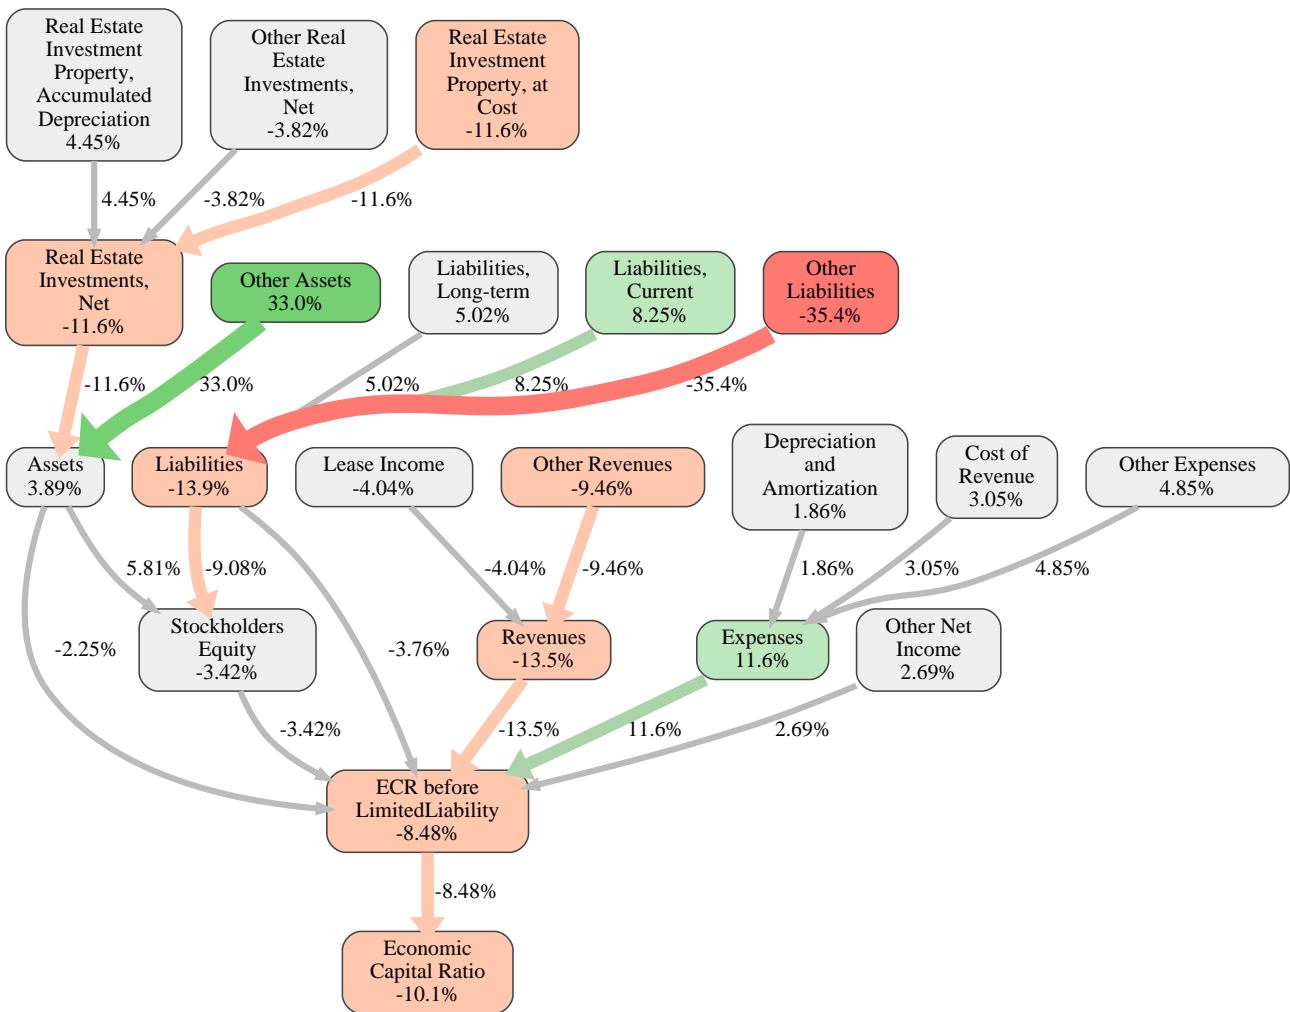 Real Estate
Investment
Property,
Accumulated
Depreciation
4.45%
Other Real
Estate
Investments,
Net
-3.82%
Real Estate
Investment
Property, at
Cost
-11.6%
4.45%
-3.82%
-11.6%
Real Estate
Investments,
Net
-11.6%
Other Assets
33.0%
Liabilities,
Long-term
5.02%
Liabilities,
Current
8.25%
Other
Liabilities
-35.4%
-11.6%
33.0%
5.02%
8.25%
-35.4%
Assets
3.89%
Liabilities
-13.9%
Lease Income
-4.04%
Other Revenues
-9.46%
Depreciation
and
Amortization
1.86%
Cost of
Revenue
3.05%
Other Expenses
4.85%
5.81%
-9.08%
-4.04%
-9.46%
1.86%
3.05%
4.85%
-2.25%
Stockholders
Equity
-3.42%
-3.76%
Revenues
-13.5%
Expenses
11.6%
Other Net
Income
2.69%
-3.42%
-13.5%
11.6%
2.69%
ECR before
LimitedLiability
-8.48%
-8.48%
Economic
Capital Ratio
-10.1%